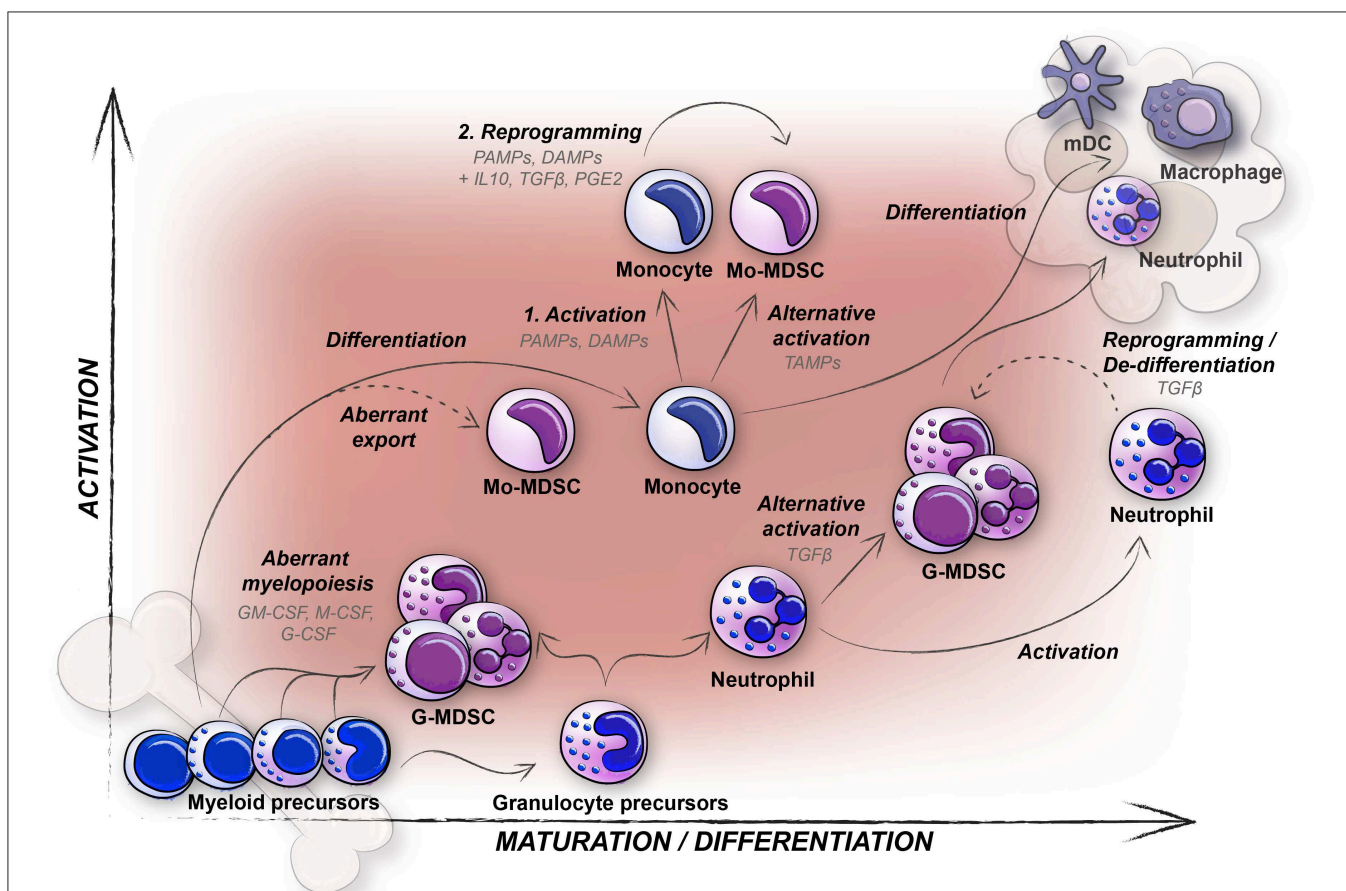 mDC
Macrophage
Neutrophil
2. Reprogramming
PAMPs, DAMPs
+ IL10, TGFβ, PGE2
Differentiation
Monocyte
Mo-MDSC
1. Activation
PAMPs, DAMPs
Alternative
activation
TAMPs
Differentiation
Reprogramming /
De-differentiation
TGFβ
Aberrant
export
Mo-MDSC
Monocyte
ACTIVATION
Alternative
activation
TGFβ
G-MDSC
Neutrophil
Aberrant
myelopoiesis
GM-CSF, M-CSF,
G-CSF
G-MDSC
Neutrophil
Activation
Myeloid precursors
Granulocyte precursors
MATURATION / DIFFERENTIATION